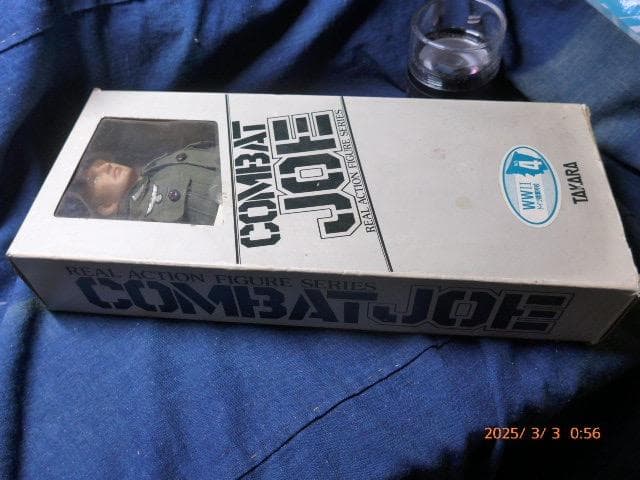 COMBAT
JOE
REAL ACTION FIGURE SERIES
WWII
4
TAKARA
REAL ACTION FIGURE SERIES
COMBAT JOE
2025/ 3/ 3 0:56